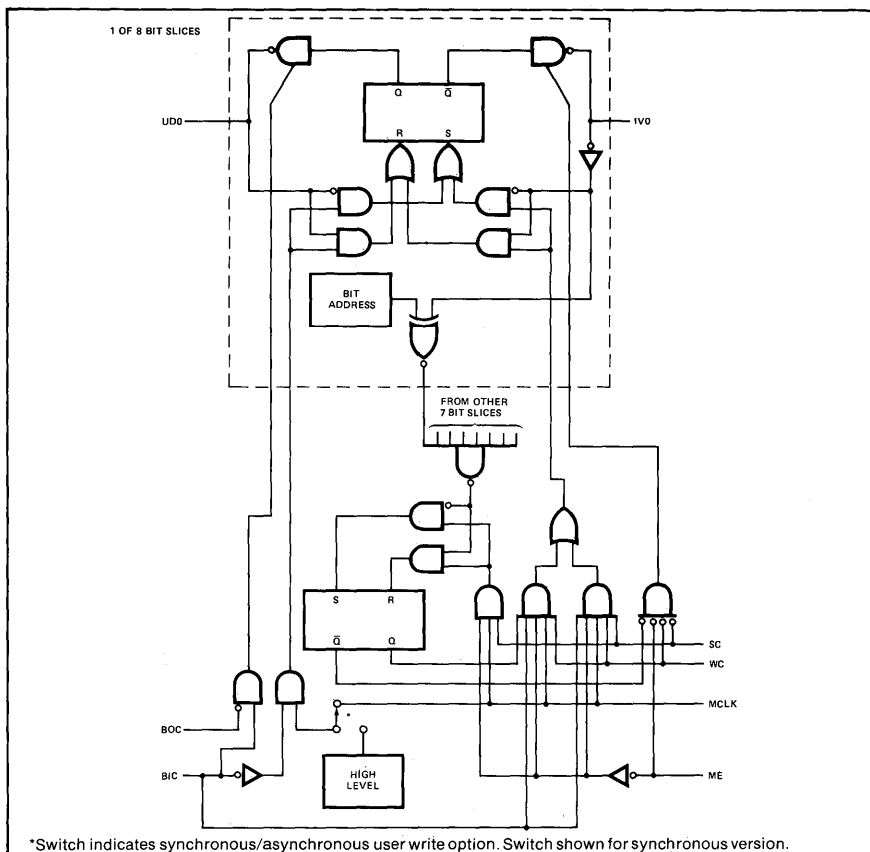 1 OF 8 BIT SLICES
Q
Q̅
UD0
1V0
R
S
BIT
ADDRESS
FROM OTHER
7 BIT SLICES
S
R
Q̅
Q
SC
WC
MCLK
BOC
*
BIC
HIGH
LEVEL
ME
*Switch indicates synchronous/asynchronous user write option. Switch shown for synchronous version.